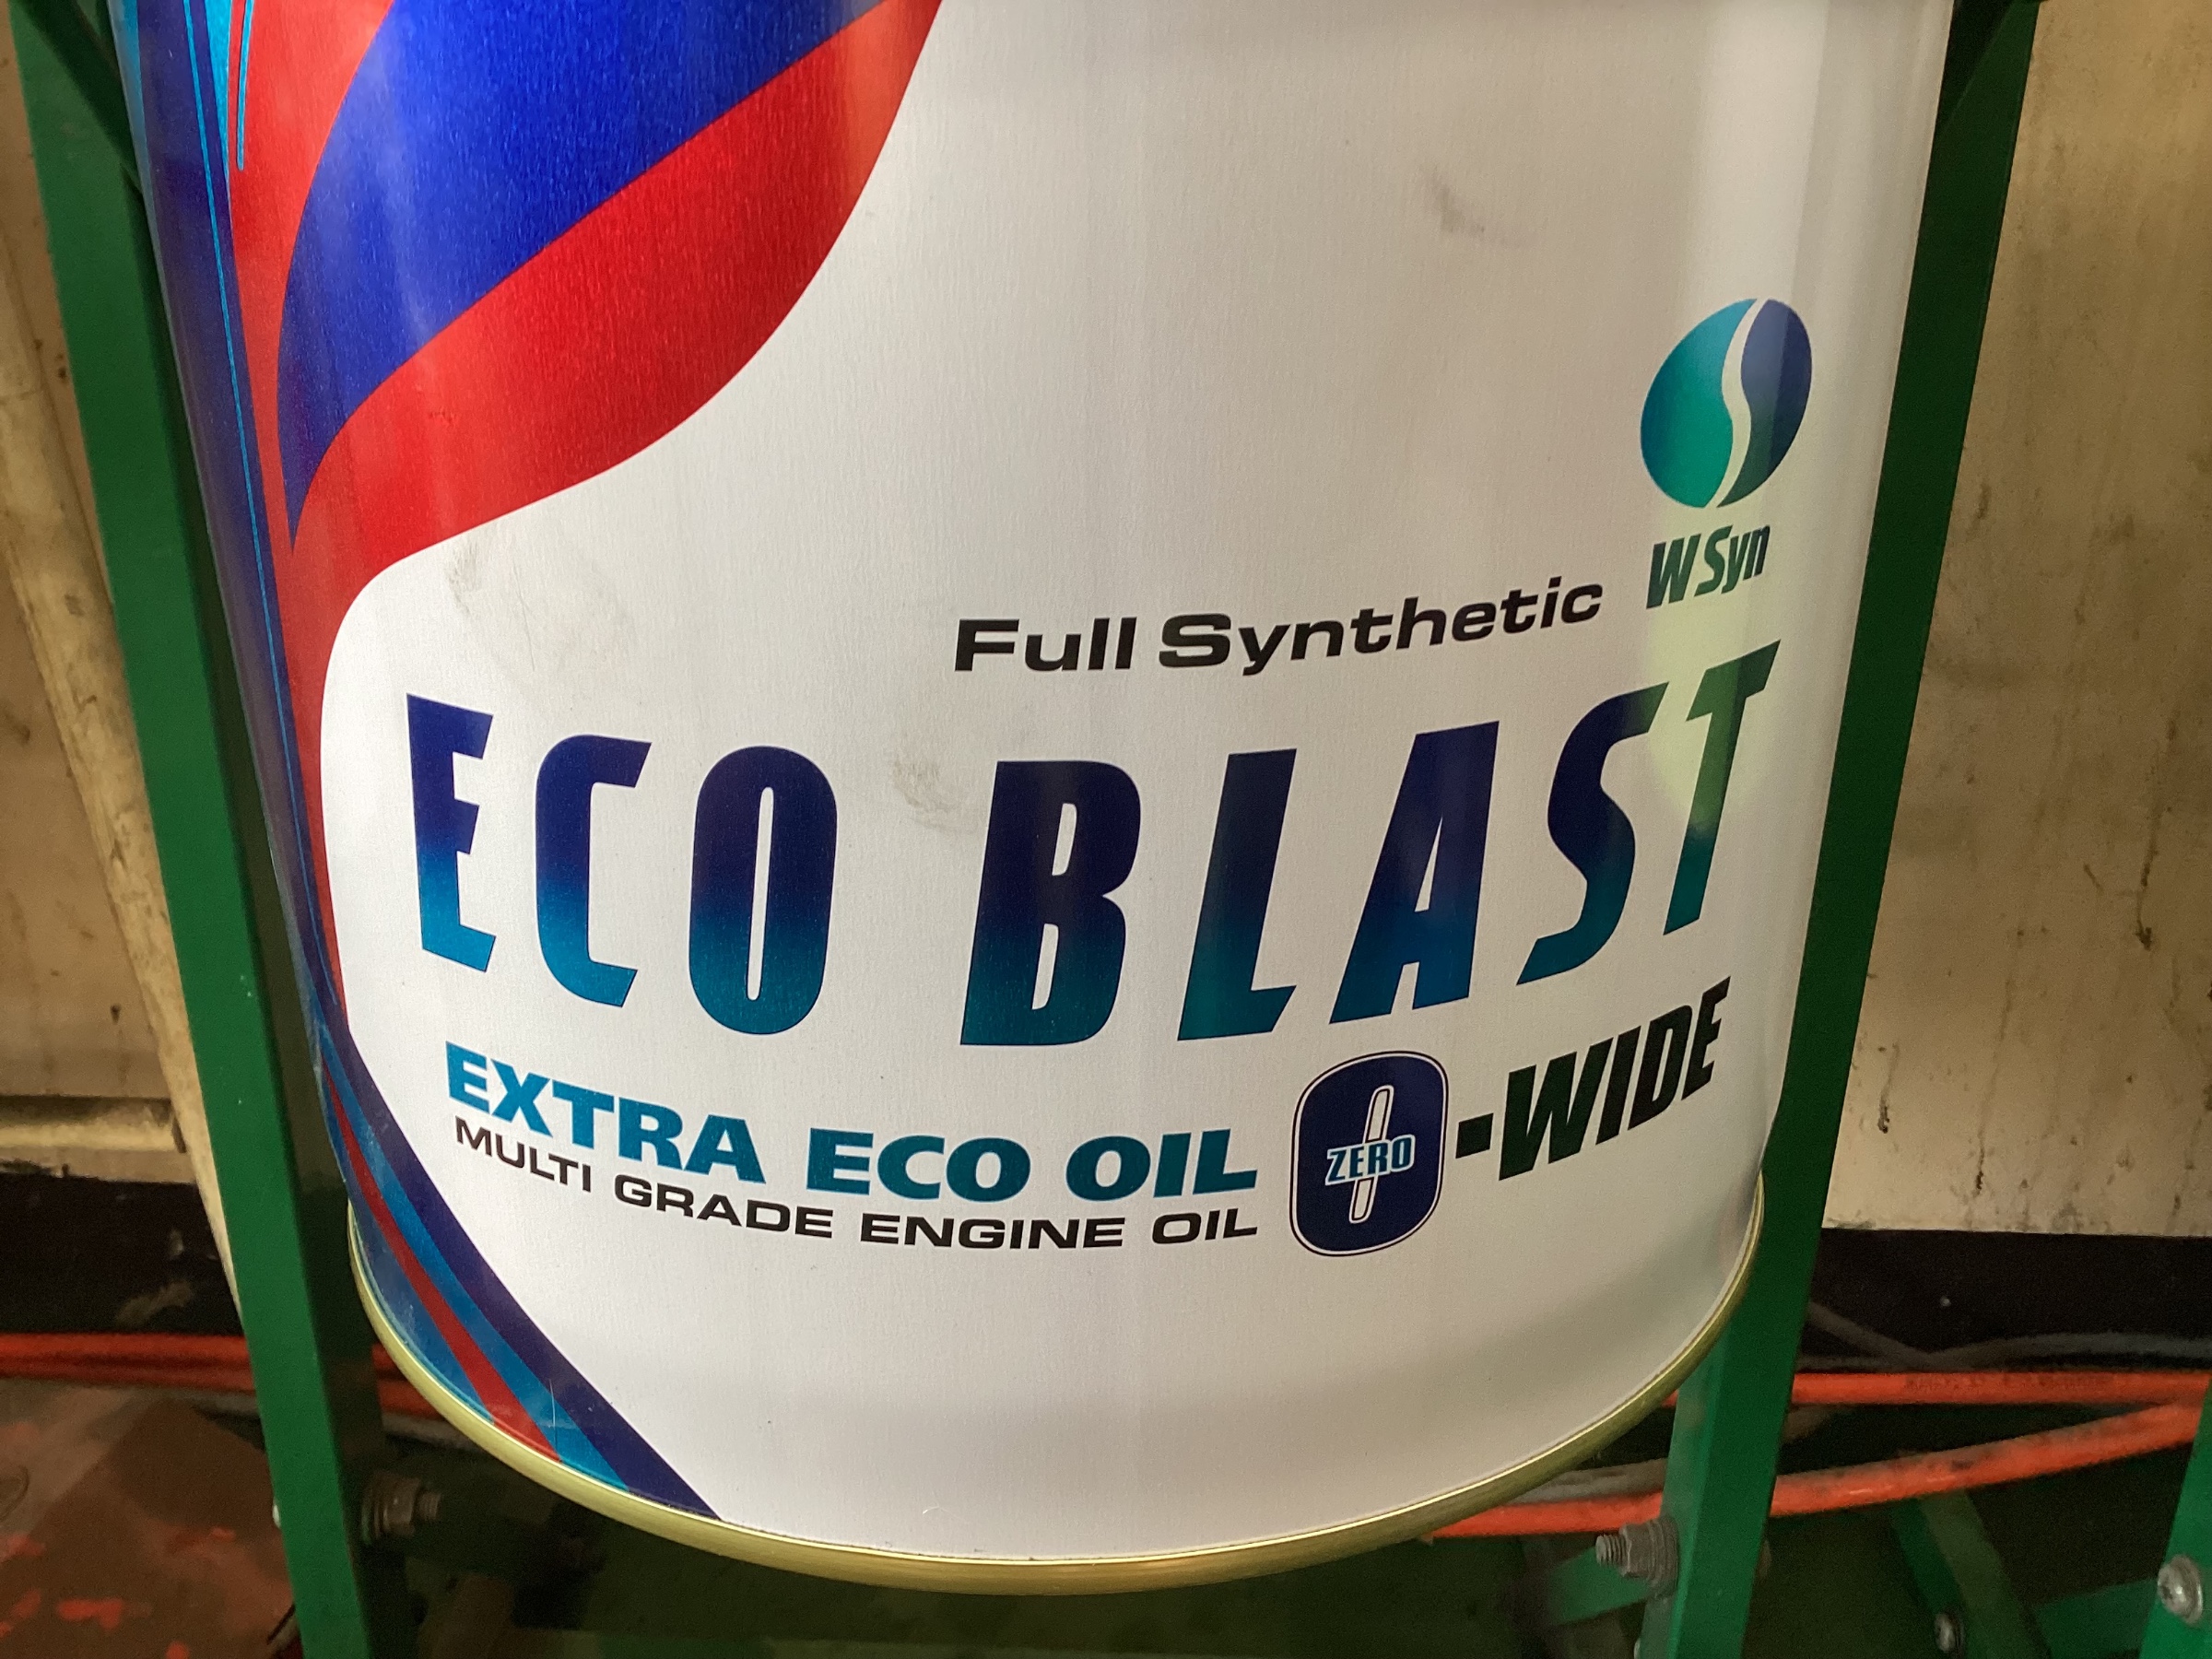 W Syn
Full Synthetic
ECO BLAST
EXTRA ECO OIL
MULTI GRADE ENGINE OIL
0-WIDE
ZERO